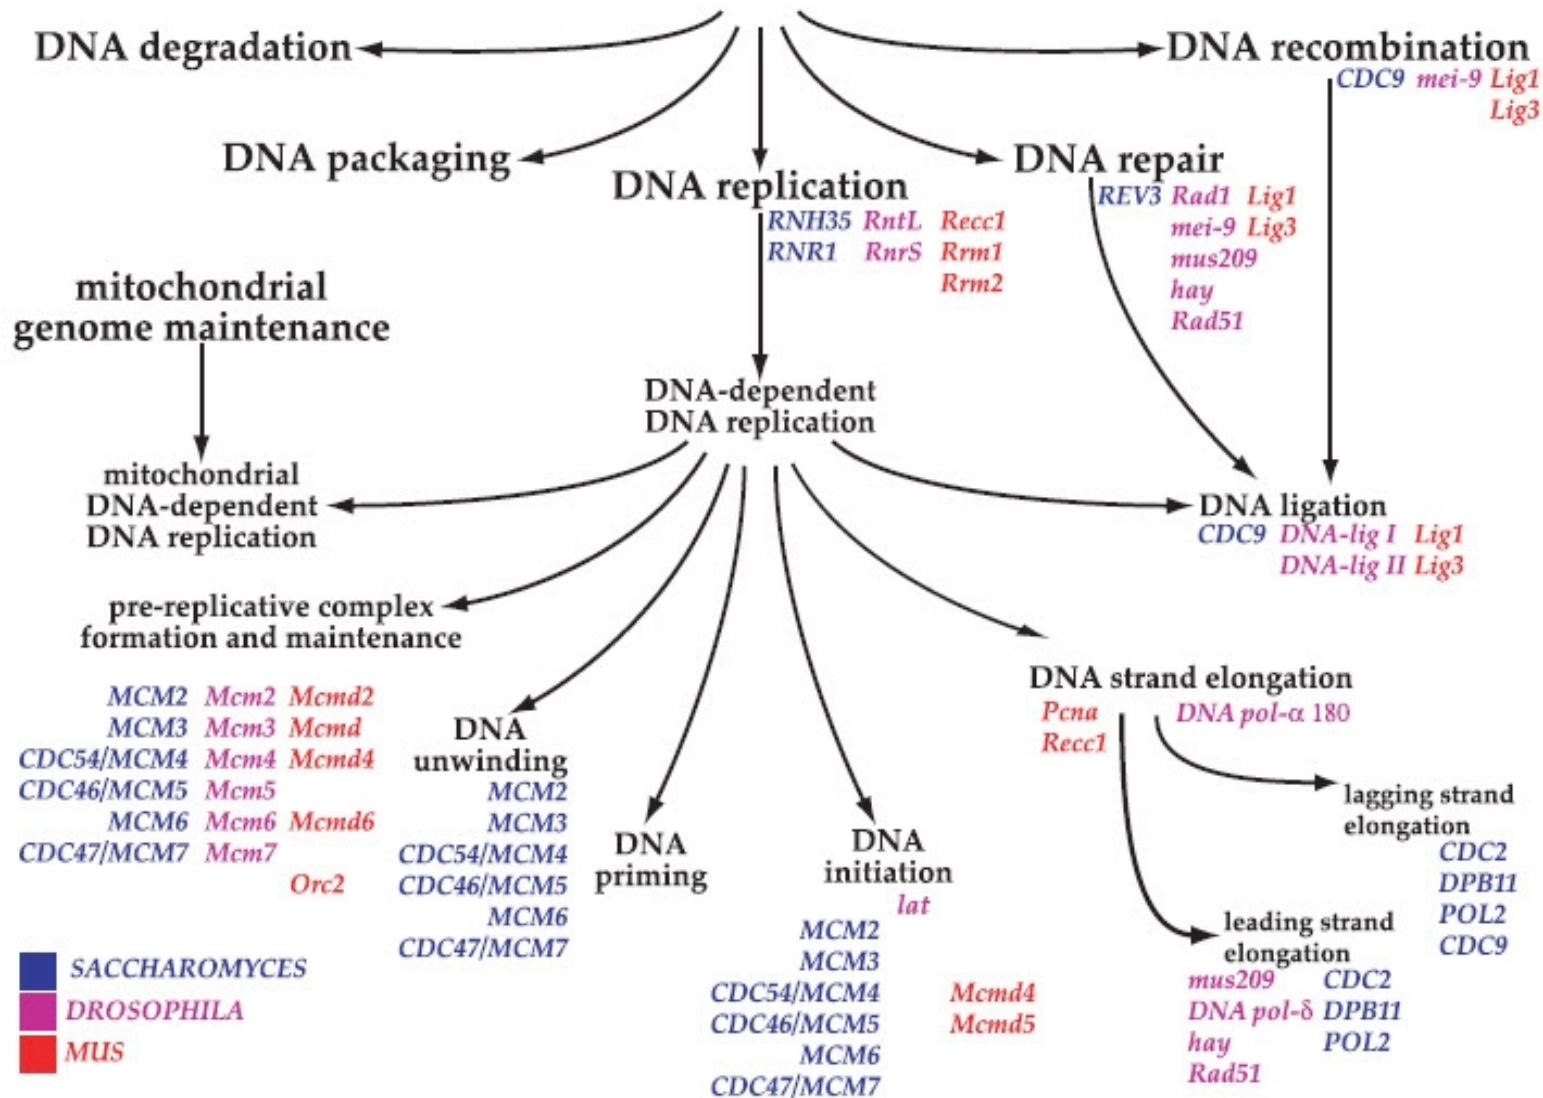 DNA degradation
DNA recombination
CDC9 mei-9 Lig1
Lig3
DNA packaging
DNA replication
RNH35 RntL Recc1
RNR1 RnrS Rrm1
Rrm2
DNA repair
REV3 Rad1 Lig1
mei-9 Lig3
mus209
hay
Rad51
mitochondrial
genome maintenance
DNA-dependent
DNA replication
mitochondrial
DNA-dependent
DNA replication
DNA ligation
CDC9 DNA-lig I Lig1
DNA-lig II Lig3
pre-replicative complex
formation and maintenance
MCM2 Mcm2 Mcmd2
MCM3 Mcm3 Mcmd
CDC54/MCM4 Mcm4 Mcmd4
CDC46/MCM5 Mcm5
MCM6 Mcm6 Mcmd6
CDC47/MCM7 Mcm7
Orc2
DNA
unwinding
MCM2
MCM3
CDC54/MCM4
CDC46/MCM5
MCM6
CDC47/MCM7
DNA
priming
DNA
initiation
lat
MCM2
MCM3
CDC54/MCM4 Mcmd4
CDC46/MCM5 Mcmd5
MCM6
CDC47/MCM7
DNA strand elongation
Pcna DNA pol-α 180
Recc1
lagging strand
elongation
CDC2
DPB11
POL2
CDC9
leading strand
elongation
mus209 CDC2
DNA pol-δ DPB11
hay POL2
Rad51
SACCHAROMYCES
DROSOPHILA
MUS